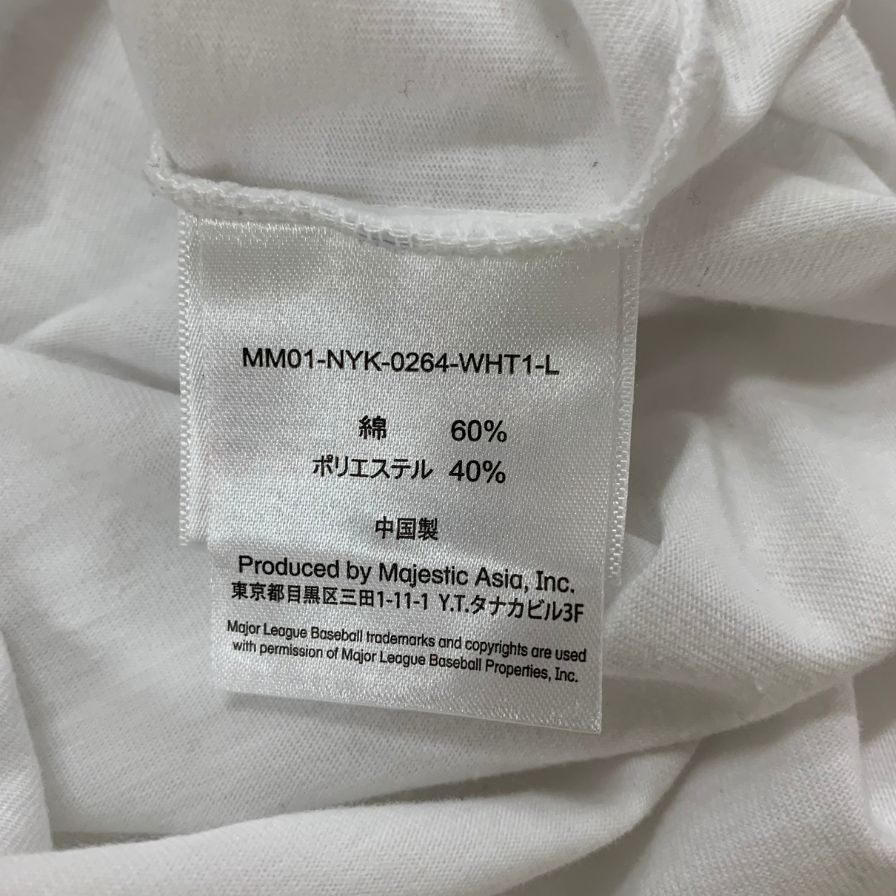 MM01-NYK-0264-WHT1-L
綿 60%
ポリエステル 40%
中国製
Produced by Majestic Asia, Inc.
東京都目黒区三田1-11-1 Y.T.タナカビル3F
Major League Baseball trademarks and copyrights are used
with permission of Major League Baseball Properties, Inc.